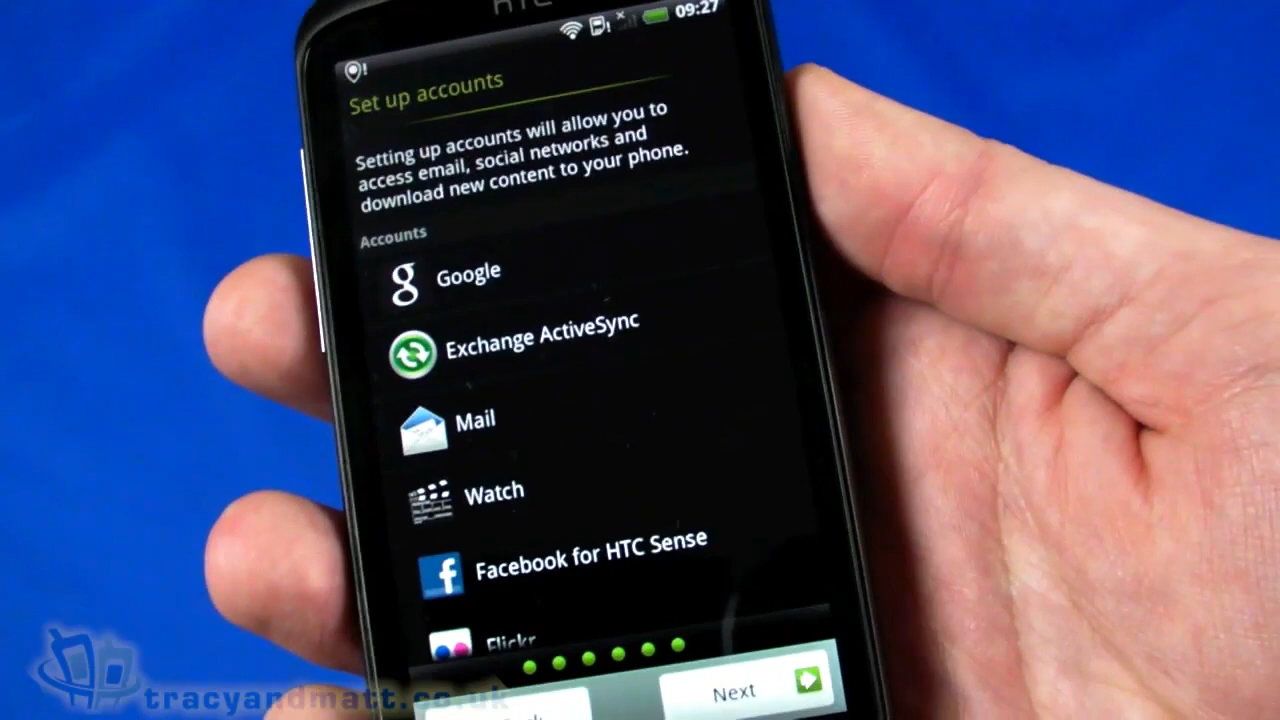 HTC
09:27
Set up accounts
Setting up accounts will allow you to
access email, social networks and
download new content to your phone.
Accounts
g Google
Exchange ActiveSync
Mail
Watch
f Facebook for HTC Sense
Flickr
Next
tracyandmatt.co.uk